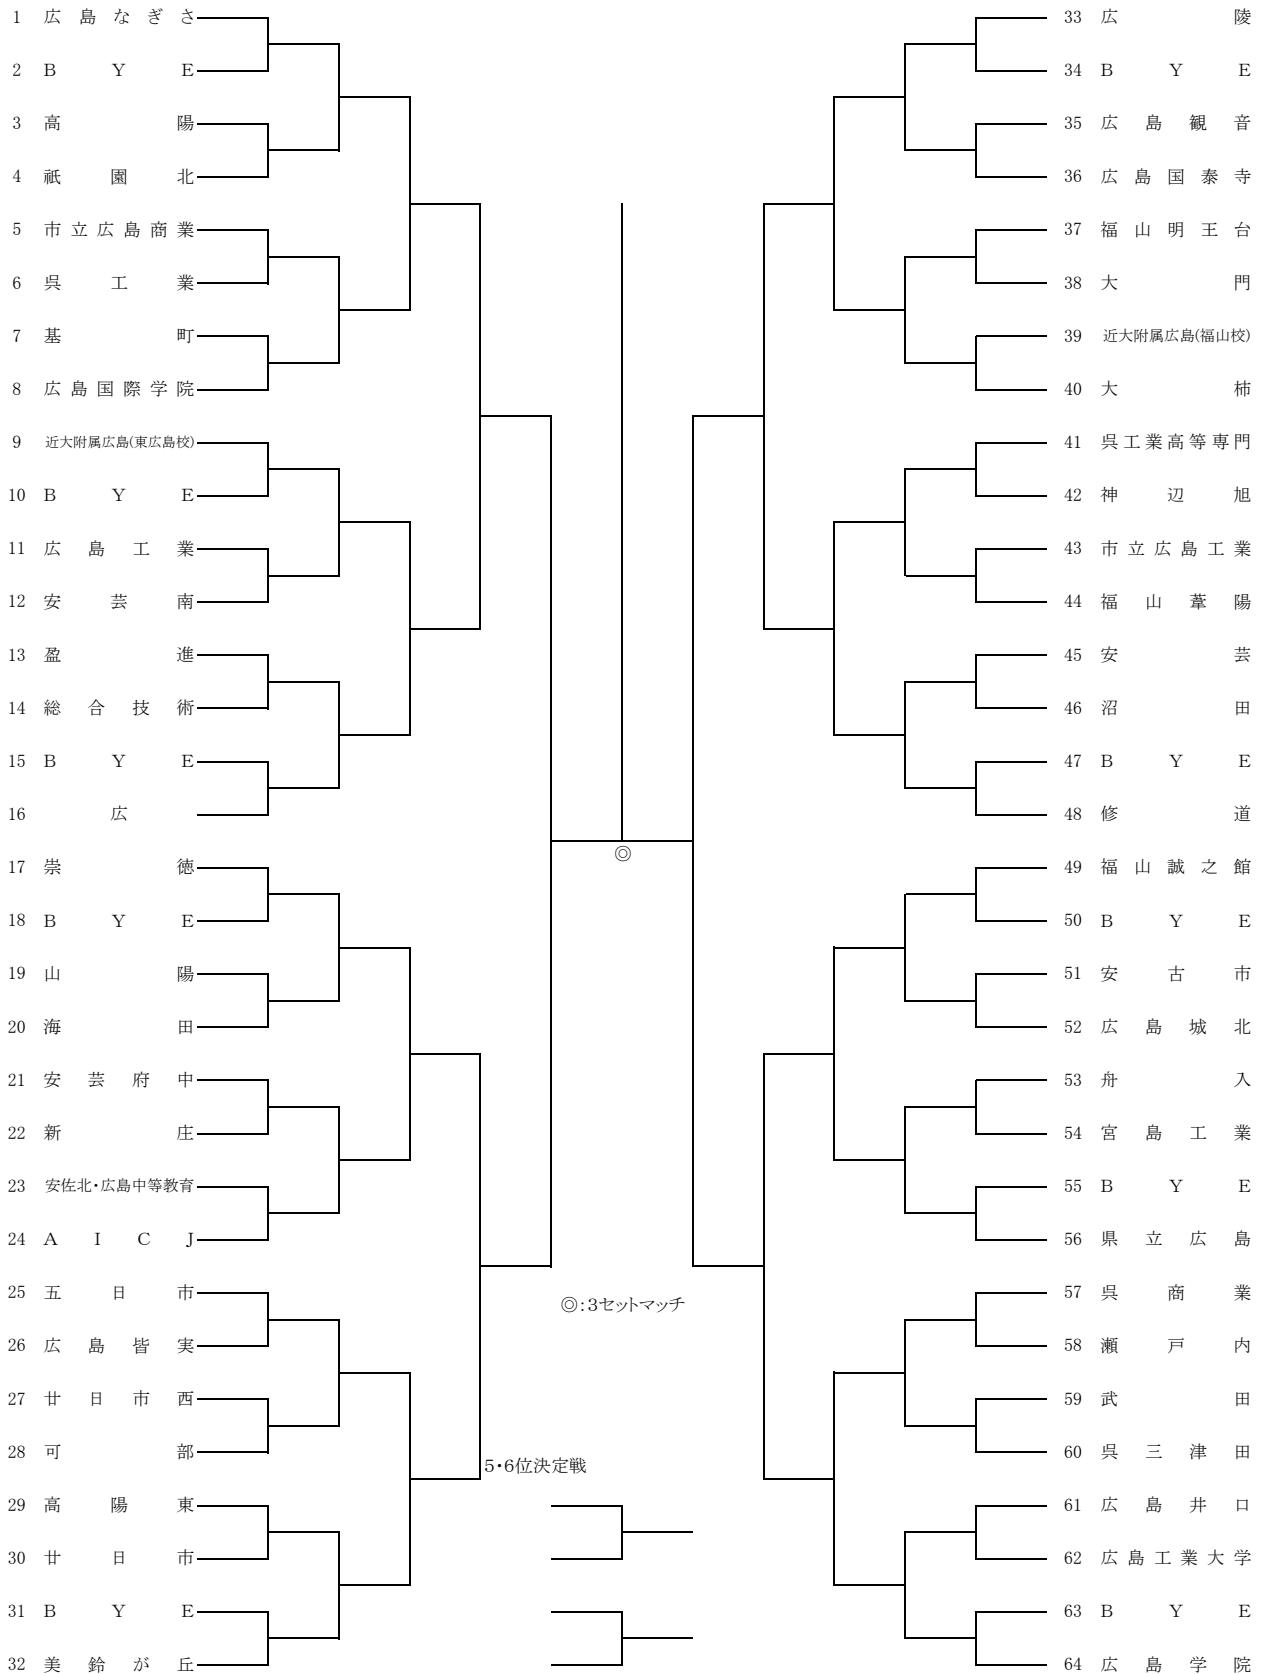 1 広島なぎさ
2 BYE
3 高陽
4 祇園北
5 市立広島商業
6 呉工業
7 基町
8 広島国際学院
9 近大附属広島(東広島校)
10 BYE
11 広島工業
12 安芸南
13 盈進
14 総合技術
15 BYE
16 広
17 崇徳
18 BYE
19 山陽
20 海田
21 安芸府中
22 新庄
23 安佐北・広島中等教育
24 AICJ
25 五日市
26 広島皆実
27 廿日市西
28 可部
29 高陽東
30 廿日市
31 BYE
32 美鈴が丘
◎
◎:3セットマッチ
5・6位決定戦
33 広陵
34 BYE
35 広島観音
36 広島国泰寺
37 福山明王台
38 大門
39 近大附属広島(福山校)
40 大柿
41 呉工業高等専門
42 神辺旭
43 市立広島工業
44 福山葦陽
45 安芸
46 沼田
47 BYE
48 修道
49 福山誠之館
50 BYE
51 安古市
52 広島城北
53 舟入
54 宮島工業
55 BYE
56 県立広島
57 呉商業
58 瀬戸内
59 武田
60 呉三津田
61 広島井口
62 広島工業大学
63 BYE
64 広島学院